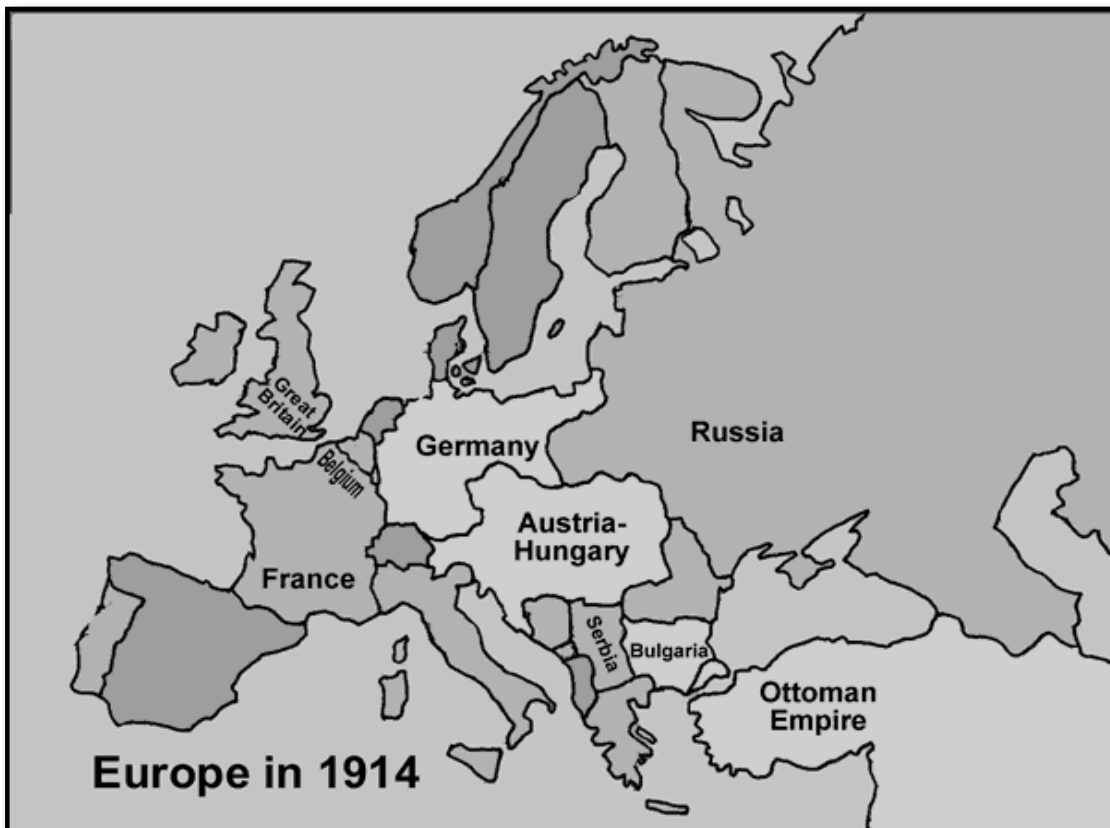 Great
Britain
Belgium
Germany
Russia
Austria-
Hungary
France
Serbia
Bulgaria
Ottoman
Empire
Europe in 1914